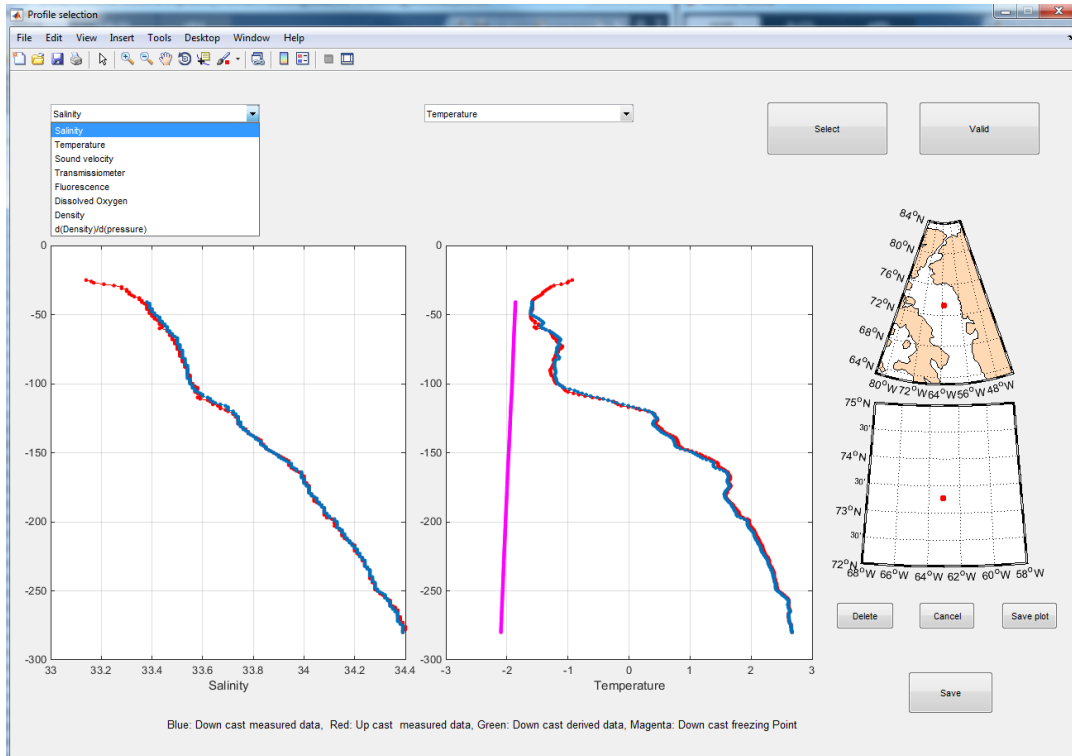 Profile selection
File Edit View Insert Tools Desktop Window Help
Salinity
Temperature
Select
Valid
Salinity
Temperature
Sound velocity
Transmissiometer
Fluorescence
Dissolved Oxygen
Density
d(Density)/d(pressure)
0
-50
-100
-150
-200
-250
-300
33 33.2 33.4 33.6 33.8 34 34.2 34.4
Salinity
0
-50
-100
-150
-200
-250
-300
-3 -2 -1 0 1 2 3
Temperature
84°N
80°N
76°N
72°N
68°N
64°N
80°W 72°W 64°W 56°W 48°W
75°N
30'
74°N
30'
73°N
30'
72°N
68°W 66°W 64°W 62°W 60°W 58°W
Delete
Cancel
Save plot
Save
Blue: Down cast measured data, Red: Up cast measured data, Green: Down cast derived data, Magenta: Down cast freezing Point